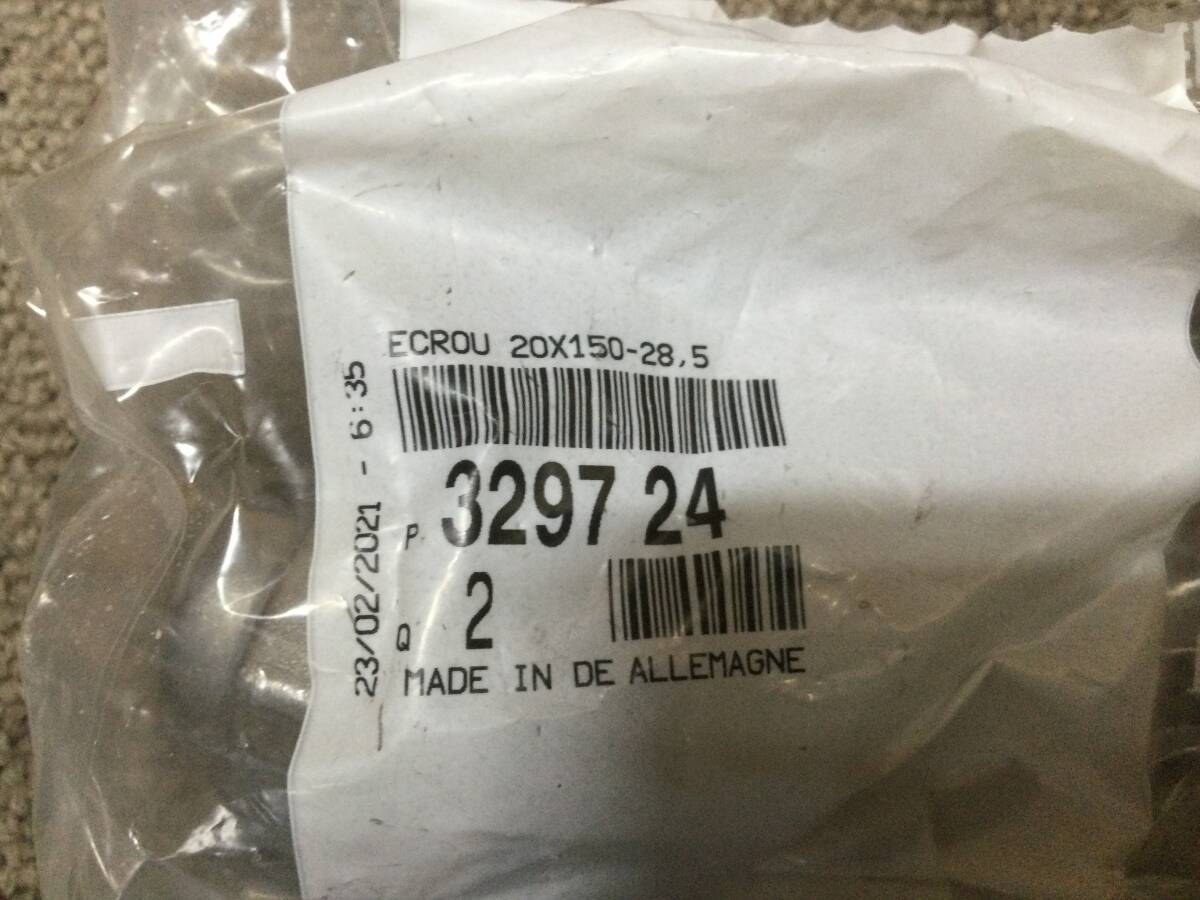 ECROU 20X150-28,5
P 3297 24
Q 2
MADE IN DE ALLEMAGNE
23/02/2021 - 6:35